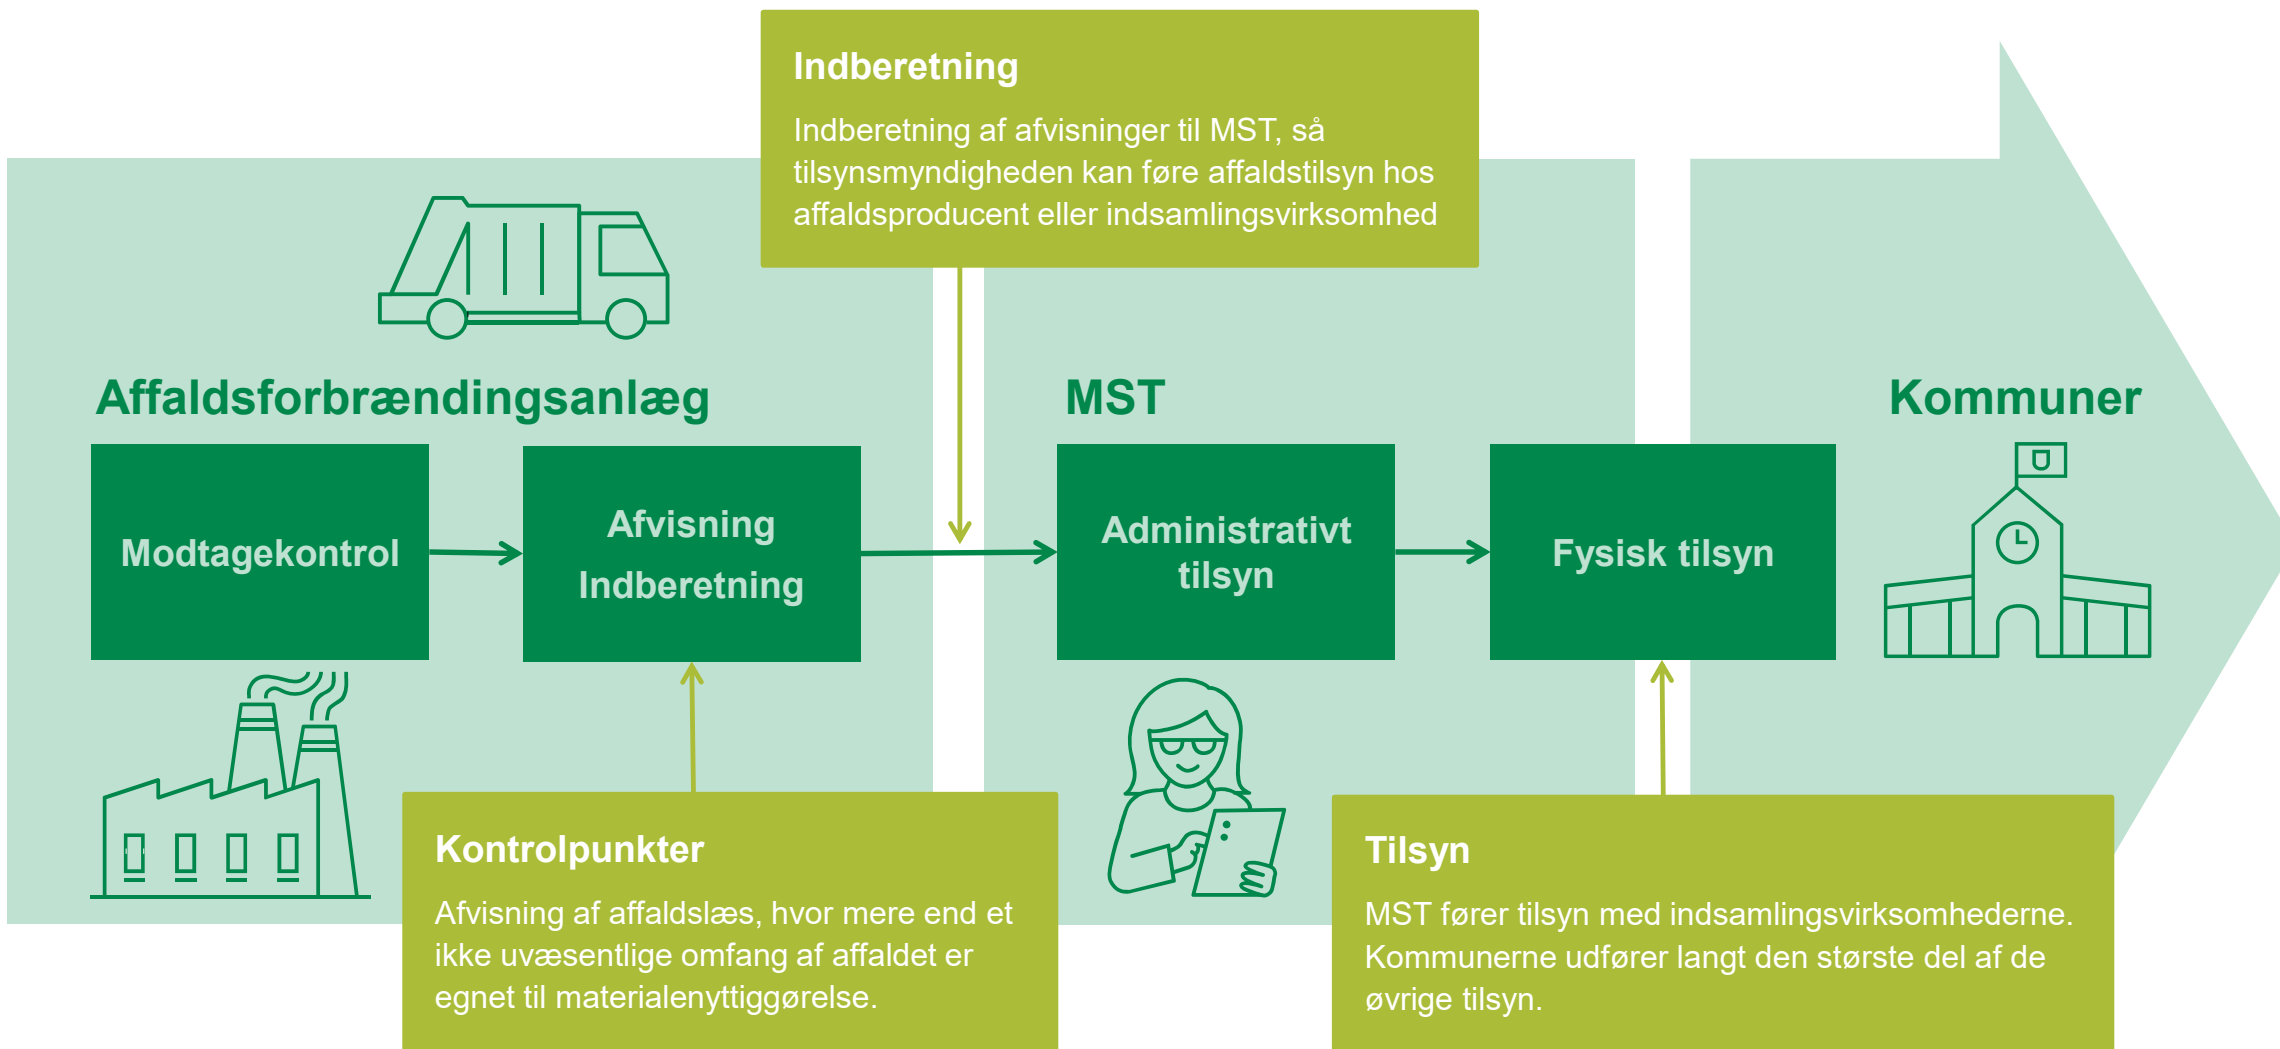 Indberetning
Indberetning af afvisninger til MST, så
tilsynsmyndigheden kan føre affaldstilsyn hos
affaldsproducent eller indsamlingsvirksomhed
Affaldsforbrændingsanlæg
MST
Kommuner
Modtagekontrol
Afvisning
Indberetning
Administrativt
tilsyn
Fysisk tilsyn
Kontrolpunkter
Afvisning af affaldslæs, hvor mere end et
ikke uvæsentlige omfang af affaldet er
egnet til materialenyttiggørelse.
Tilsyn
MST fører tilsyn med indsamlingsvirksomhederne.
Kommunerne udfører langt den største del af de
øvrige tilsyn.